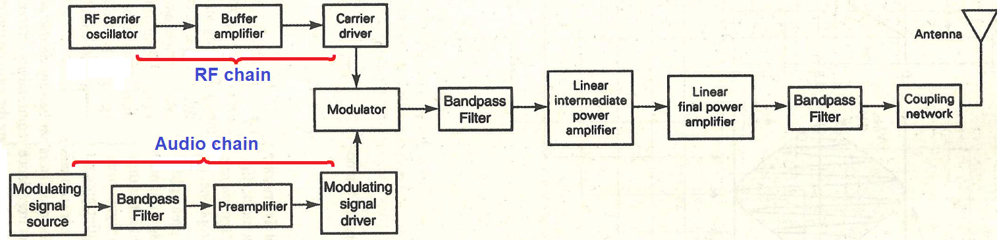 RF carrier
oscillator
Buffer
amplifier
Carrier
driver
RF chain
Antenna
Modulator
Bandpass
Filter
Linear
intermediate
power
amplifier
Linear
final power
amplifier
Bandpass
Filter
Coupling
network
Audio chain
Modulating
signal
source
Bandpass
Filter
Preamplifier
Modulating
signal
driver